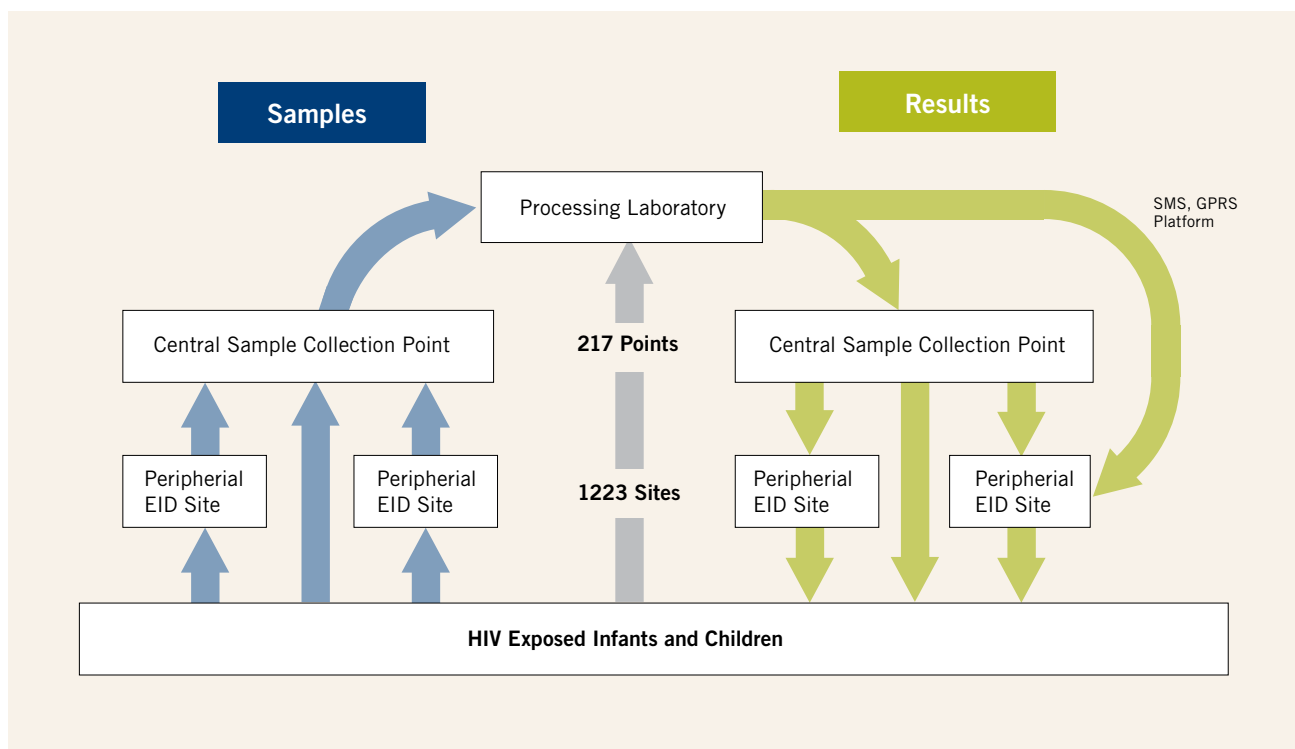 Samples
Results
Processing Laboratory
SMS, GPRS
Platform
Central Sample Collection Point
217 Points
Central Sample Collection Point
Peripherial
EID Site
Peripherial
EID Site
1223 Sites
Peripherial
EID Site
Peripherial
EID Site
HIV Exposed Infants and Children